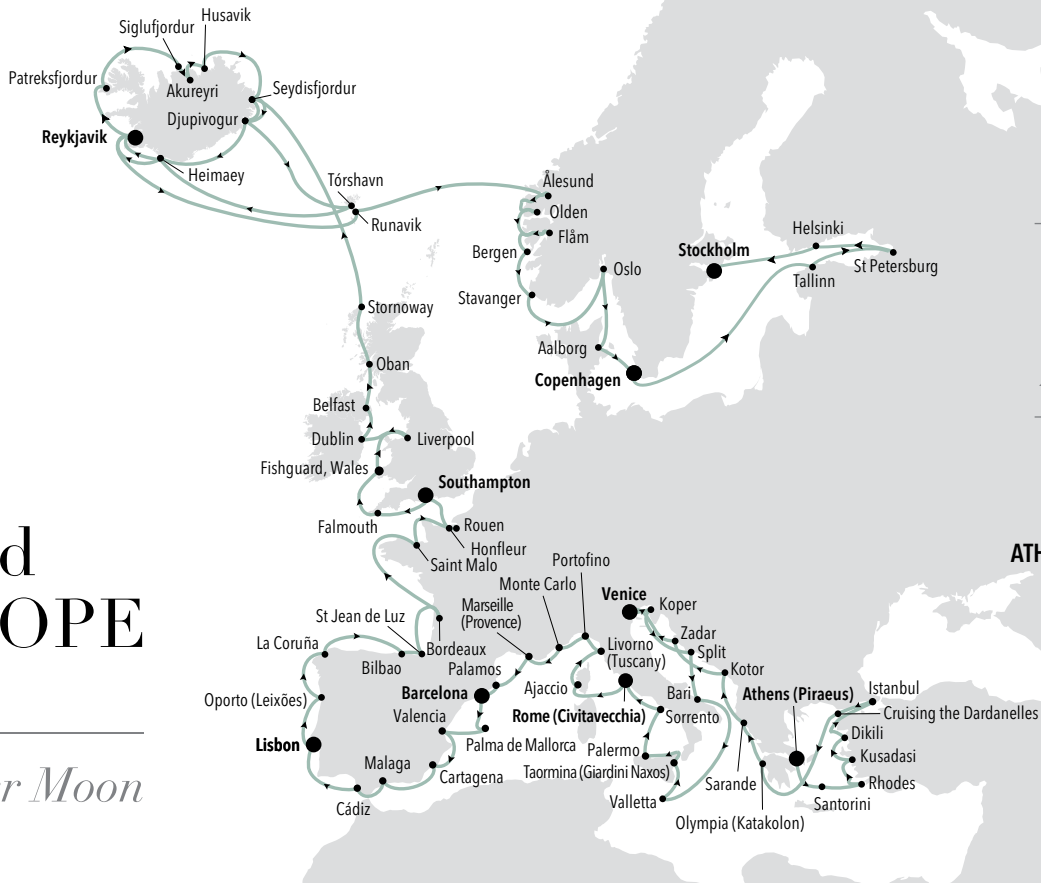 Husavik
Siglufjordur
Patreksfjordur
Akureyri
Seydisfjordur
Djupivogur
Reykjavik
Heimaey
Tórshavn
Runavik
Ålesund
Olden
Flåm
Bergen
Stavanger
Oslo
Stockholm
Helsinki
St Petersburg
Tallinn
Aalborg
Copenhagen
Stornoway
Oban
Belfast
Dublin
Liverpool
Fishguard, Wales
Southampton
Falmouth
Rouen
Honfleur
Saint Malo
d
OPE
er Moon
ATH
Portofino
Monte Carlo
Marseille
(Provence)
Venice
Koper
St Jean de Luz
La Coruña
Bilbao
Bordeaux
Palamos
Zadar
Split
Livorno
(Tuscany)
Kotor
Oporto (Leixões)
Barcelona
Ajaccio
Bari
Athens (Piraeus)
Istanbul
Valencia
Rome (Civitavecchia)
Sorrento
Cruising the Dardanelles
Lisbon
Palma de Mallorca
Palermo
Dikili
Malaga
Cartagena
Taormina (Giardini Naxos)
Kusadasi
Cádiz
Valletta
Sarande
Rhodes
Santorini
Olympia (Katakolon)